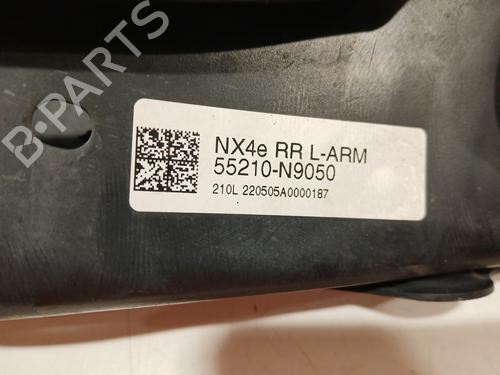 B-PARTS
NX4e RR L-ARM
55210-N9050
210L 220505A0000187